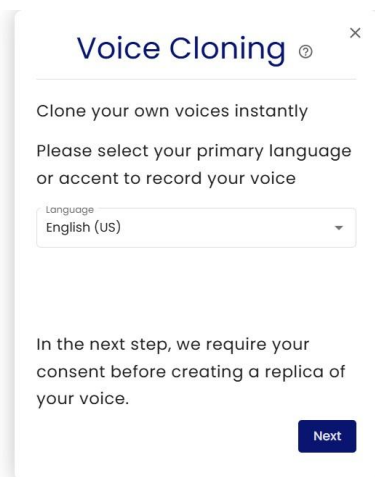 Voice Cloning
Clone your own voices instantly
Please select your primary language
or accent to record your voice
Language
English (US)
In the next step, we require your
consent before creating a replica of
your voice.
Next